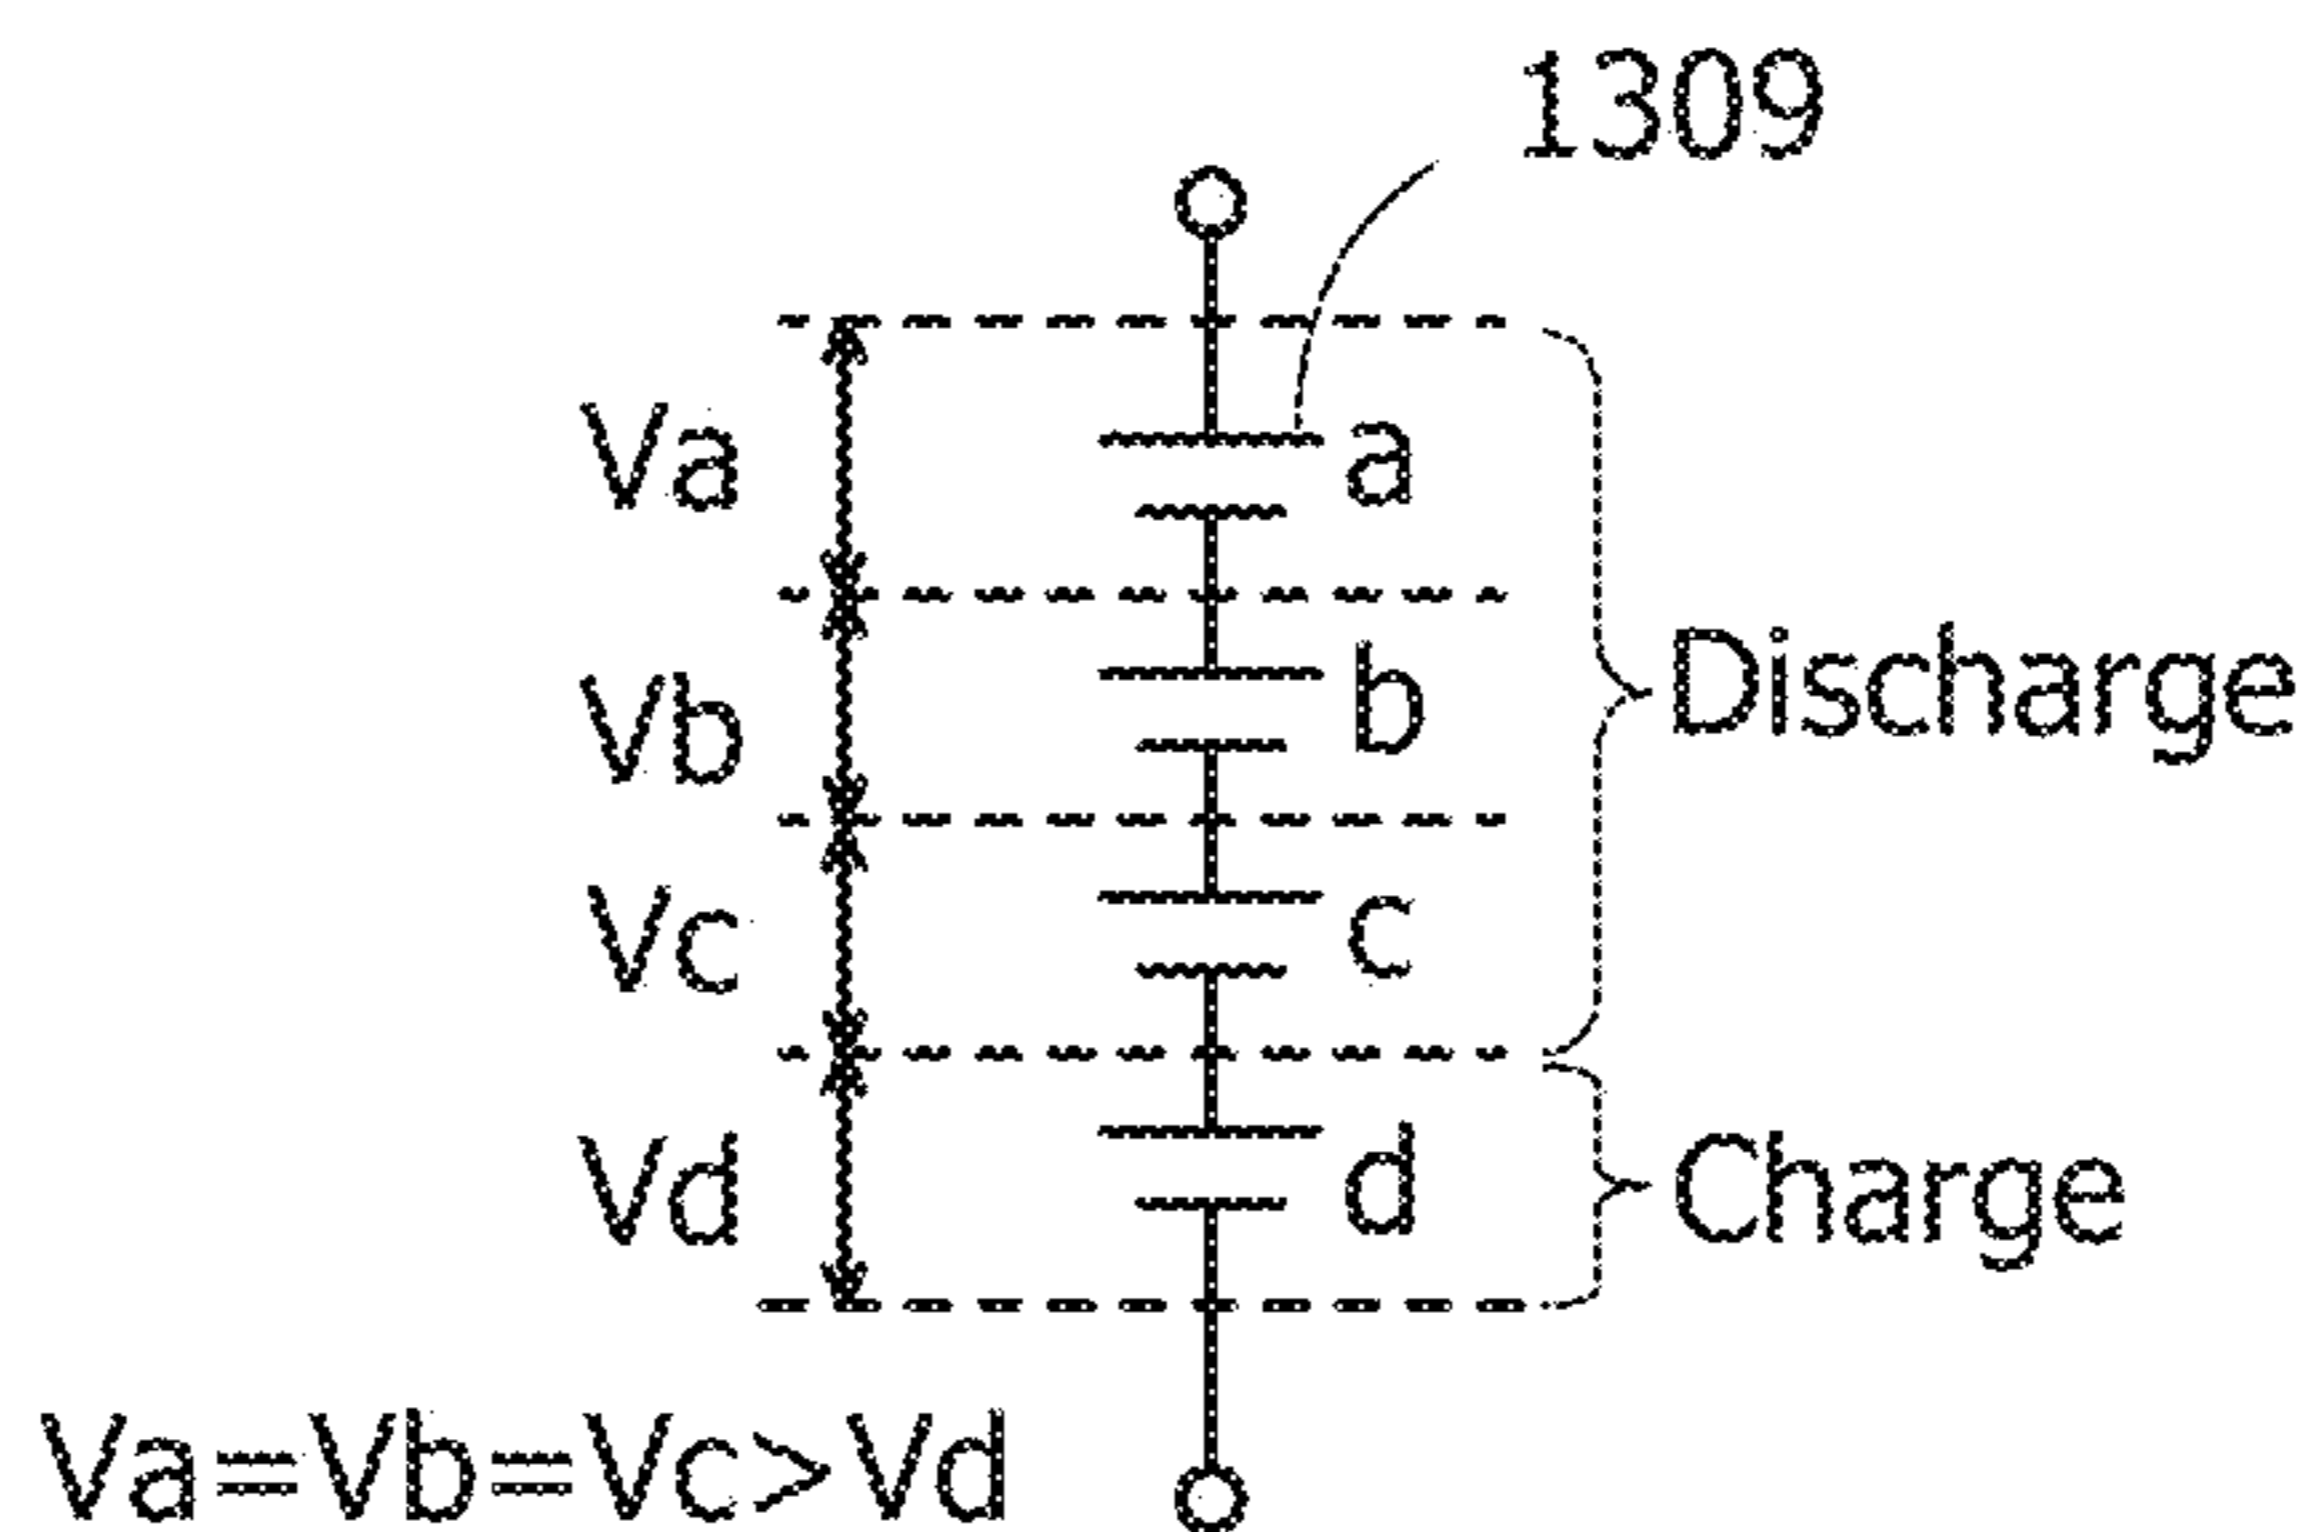 1309
Va
a
Vb
b
Discharge
Vc
c
Vd
d
Charge
Va=Vb=Vc>Vd